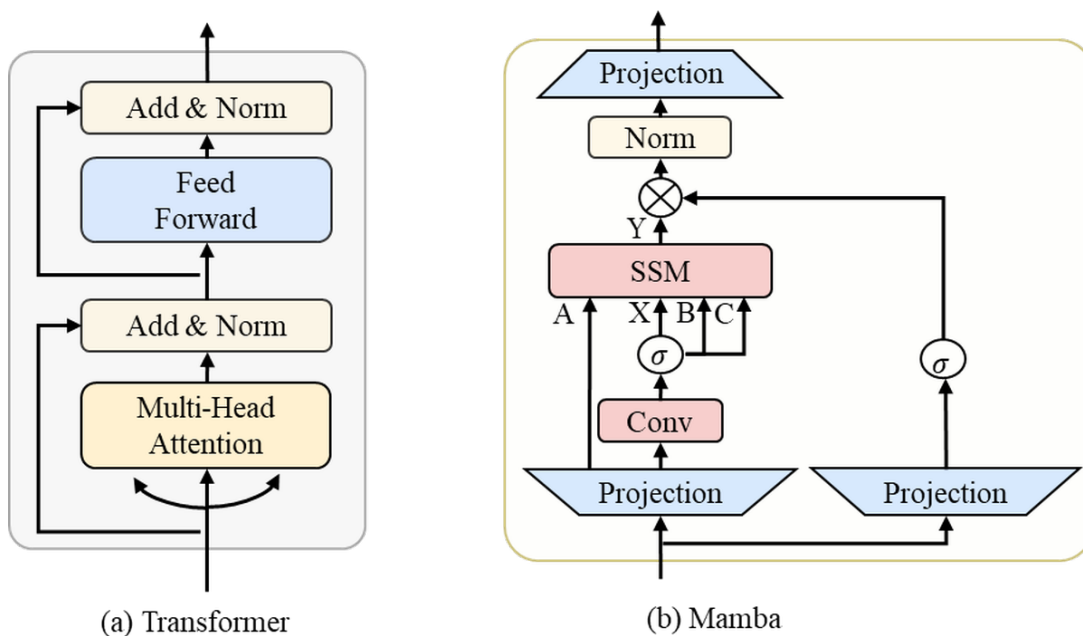 Add & Norm
Feed
Forward
Add & Norm
Multi-Head
Attention
(a) Transformer
Projection
Norm
Y
SSM
A
X
B
C
σ
σ
Conv
Projection
Projection
(b) Mamba